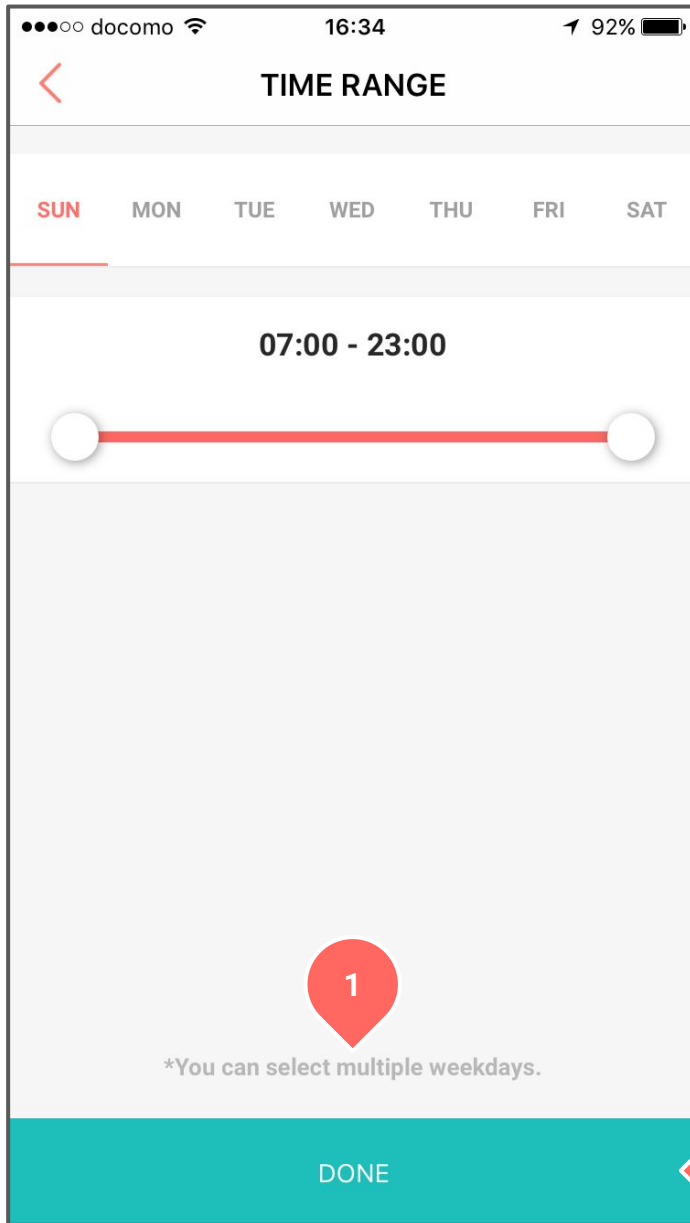 docomo 16:34 92%
TIME RANGE
SUN MON TUE WED THU FRI SAT
07:00 - 23:00
1
*You can select multiple weekdays.
DONE